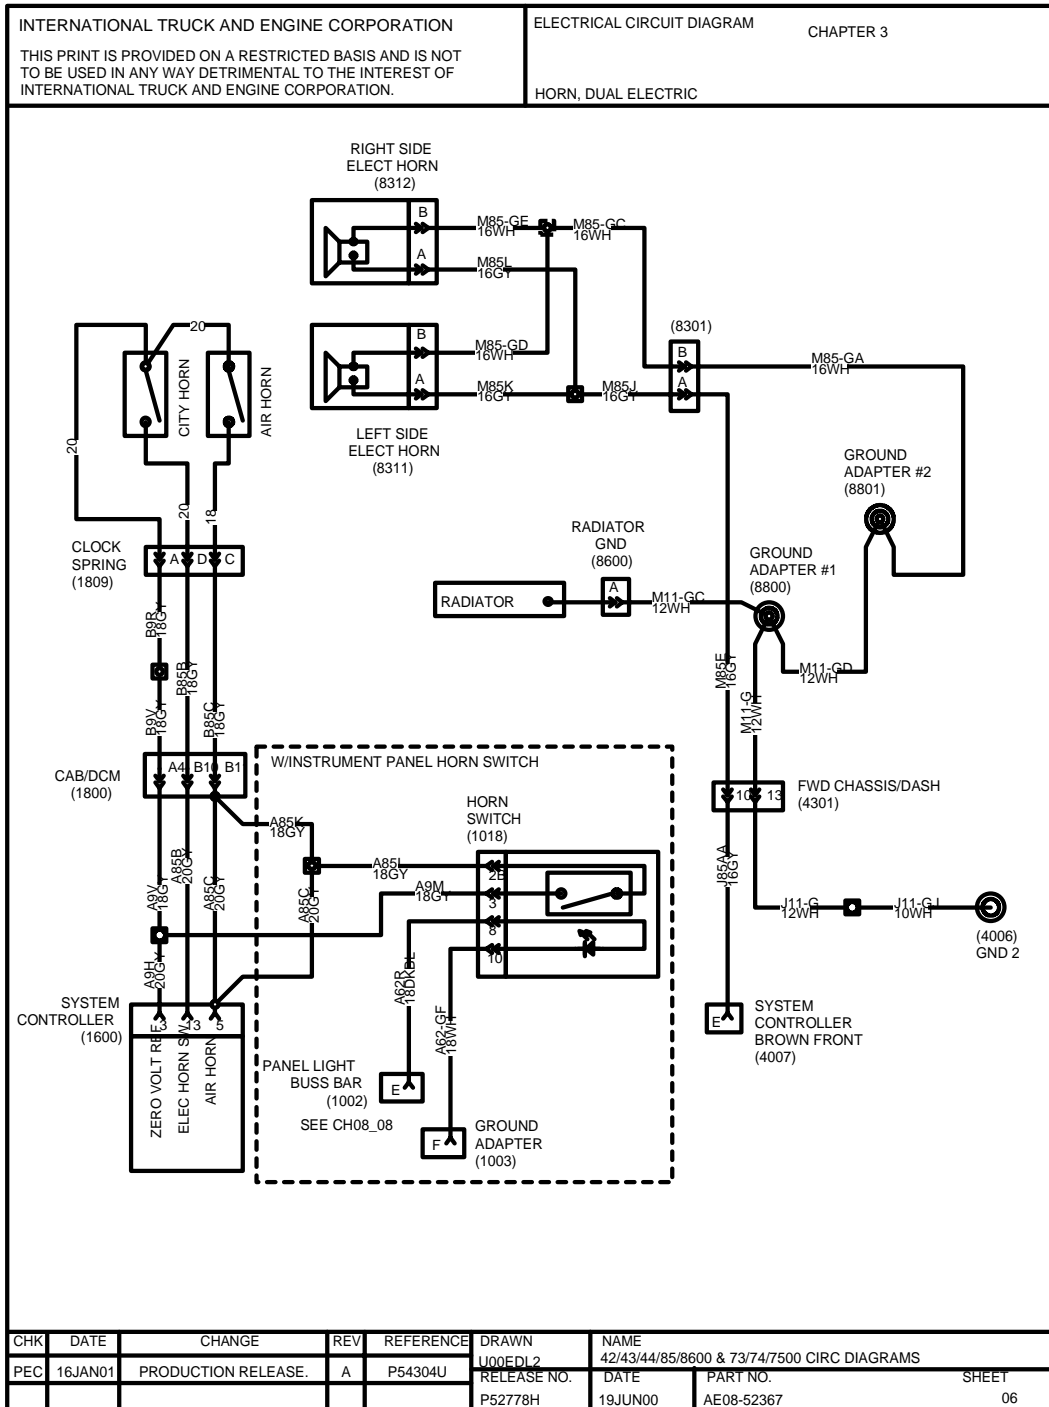 INTERNATIONAL TRUCK AND ENGINE CORPORATION
THIS PRINT IS PROVIDED ON A RESTRICTED BASIS AND IS NOT
TO BE USED IN ANY WAY DETRIMENTAL TO THE INTEREST OF
INTERNATIONAL TRUCK AND ENGINE CORPORATION.
ELECTRICAL CIRCUIT DIAGRAM
CHAPTER 3
HORN, DUAL ELECTRIC
RIGHT SIDE
ELECT HORN
(8312)
B
A
M85-GE
16WH
M85-GC
16WH
M85L
16GY
LEFT SIDE
ELECT HORN
(8311)
B
A
M85-GD
16WH
M85K
16GY
M85J
16GY
(8301)
B
A
M85-GA
16WH
20
CITY HORN
AIR HORN
20
20
18
CLOCK
SPRING
(1809)
A
D
C
B9R
18GY
B9V
18GY
B85B
18GY
B85C
18GY
CAB/DCM
(1800)
A4
B10
B1
GROUND
ADAPTER #2
(8801)
RADIATOR
GND
(8600)
A
RADIATOR
M11-GC
12WH
GROUND
ADAPTER #1
(8800)
M11-GD
12WH
M85E
16GY
M11-G
12WH
FWD CHASSIS/DASH
(4301)
10
13
W/INSTRUMENT PANEL HORN SWITCH
HORN
SWITCH
(1018)
2B
3
8
10
A85K
18GY
A85L
18GY
A9M
18GY
A85C
20GY
A9V
18GY
A85B
20GY
A85C
20GY
A9H
20GY
A62R
18DKBL
A62-GF
18WH
J85AA
16GY
J11-G
12WH
J11-GJ
10WH
(4006)
GND 2
SYSTEM
CONTROLLER
(1600)
3
13
5
ZERO VOLT REF
ELEC HORN SW
AIR HORN
PANEL LIGHT
BUSS BAR
(1002)
SEE CH08_08
E
F
GROUND
ADAPTER
(1003)
E
SYSTEM
CONTROLLER
BROWN FRONT
(4007)
CHK DATE CHANGE REV REFERENCE
PEC 16JAN01 PRODUCTION RELEASE. A P54304U
DRAWN
U00EDL2
NAME
42/43/44/85/8600 & 73/74/7500 CIRC DIAGRAMS
RELEASE NO.
P52778H
DATE
19JUN00
PART NO.
AE08-52367
SHEET
06